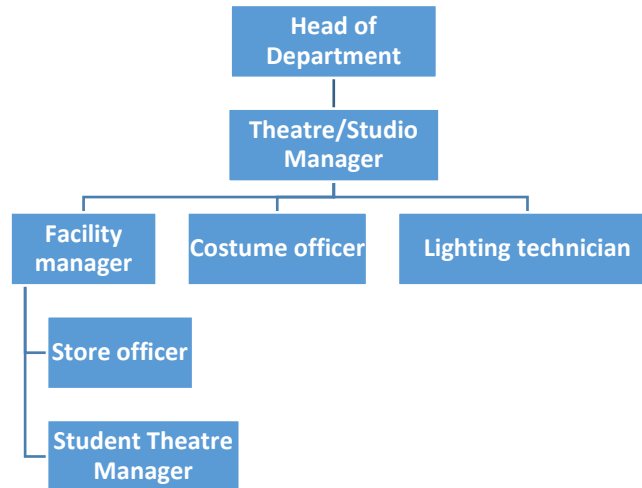 Head of
Department
Theatre/Studio
Manager
Facility
manager
Costume officer
Lighting technician
Store officer
Student Theatre
Manager